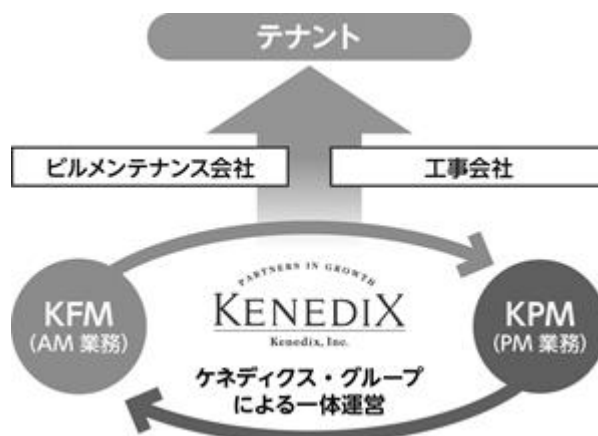 テナント
ビルメンテナンス会社
工事会社
PARTNERS IN GROWTH
KENEDIX
Kenedix, Inc.
KFM
(AM 業務)
KPM
(PM 業務)
ケネディクス・グループ
による一体運営